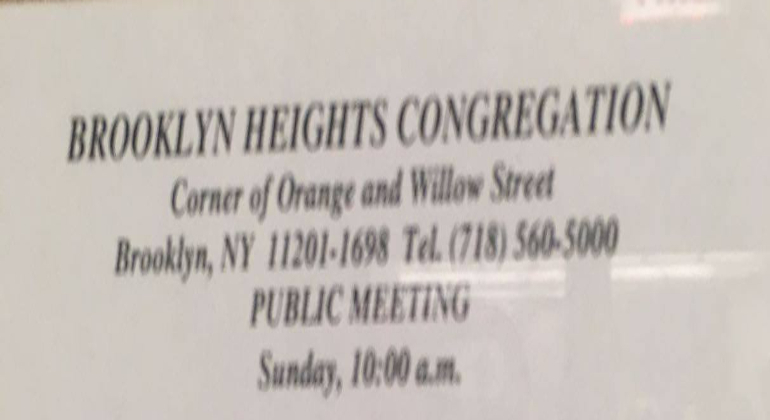 BROOKLYN HEIGHTS CONGREGATION
Corner of Orange and Willow Street
Brooklyn, NY 11201-1698 Tel. (718) 560-5000
PUBLIC MEETING
Sunday, 10:00 a.m.